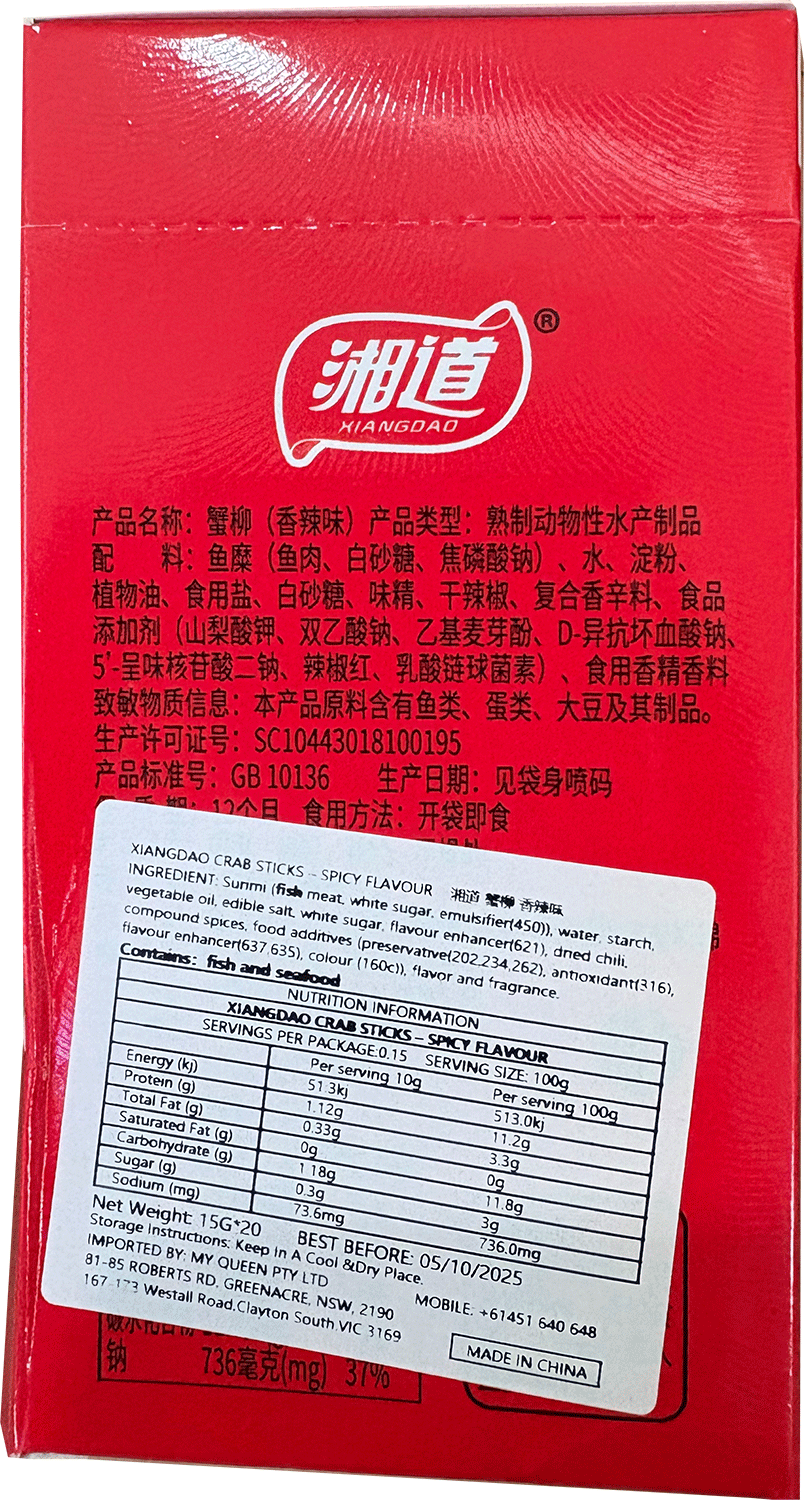 湘道
®
XIANGDAO
产品名称：蟹柳（香辣味）产品类型：熟制动物性水产制品
配 料：鱼糜（鱼肉、白砂糖、焦磷酸钠）、水、淀粉、
植物油、食用盐、白砂糖、味精、干辣椒、复合香辛料、食品
添加剂（山梨酸钾、双乙酸钠、乙基麦芽酚、D-异抗坏血酸钠、
5'-呈味核苷酸二钠、辣椒红、乳酸链球菌素）、食用香精香料
致敏物质信息：本产品原料含有鱼类、蛋类、大豆及其制品。
生产许可证号：SC10443018100195
产品标准号：GB 10136 生产日期：见袋身喷码
期：12个月 食用方法：开袋即食
XIANGDAO CRAB STICKS – SPICY FLAVOUR 湘道 蟹柳 香辣味
INGREDIENT: Surimi (fish meat, white sugar, emulsifier(450)), water, starch,
vegetable oil, edible salt, white sugar, flavour enhancer(621), dried chili,
compound spices, food additives (preservative(202,234,262), antioxidant(316),
flavour enhancer(637,635), colour (160c)), flavor and fragrance.
Contains: fish and seafood
NUTRITION INFORMATION
XIANGDAO CRAB STICKS – SPICY FLAVOUR
SERVINGS PER PACKAGE:0.15 SERVING SIZE: 100g
Per serving 10g Per serving 100g
Energy (kj) 51.3kj 513.0kj
Protein (g) 1.12g 11.2g
Total Fat (g) 0.33g 3.3g
Saturated Fat (g) 0g 0g
Carbohydrate (g) 1.18g 11.8g
Sugar (g) 0.3g 3g
Sodium (mg) 73.6mg 736.0mg
Net Weight: 15G*20 BEST BEFORE: 05/10/2025
Storage Instructions: Keep in A Cool &Dry Place.
IMPORTED BY: MY QUEEN PTY LTD
81-85 ROBERTS RD, GREENACRE, NSW, 2190 MOBILE: +61451 640 648
167-173 Westall Road,Clayton South,VIC 3169
MADE IN CHINA
钠 736毫克(mg) 37%